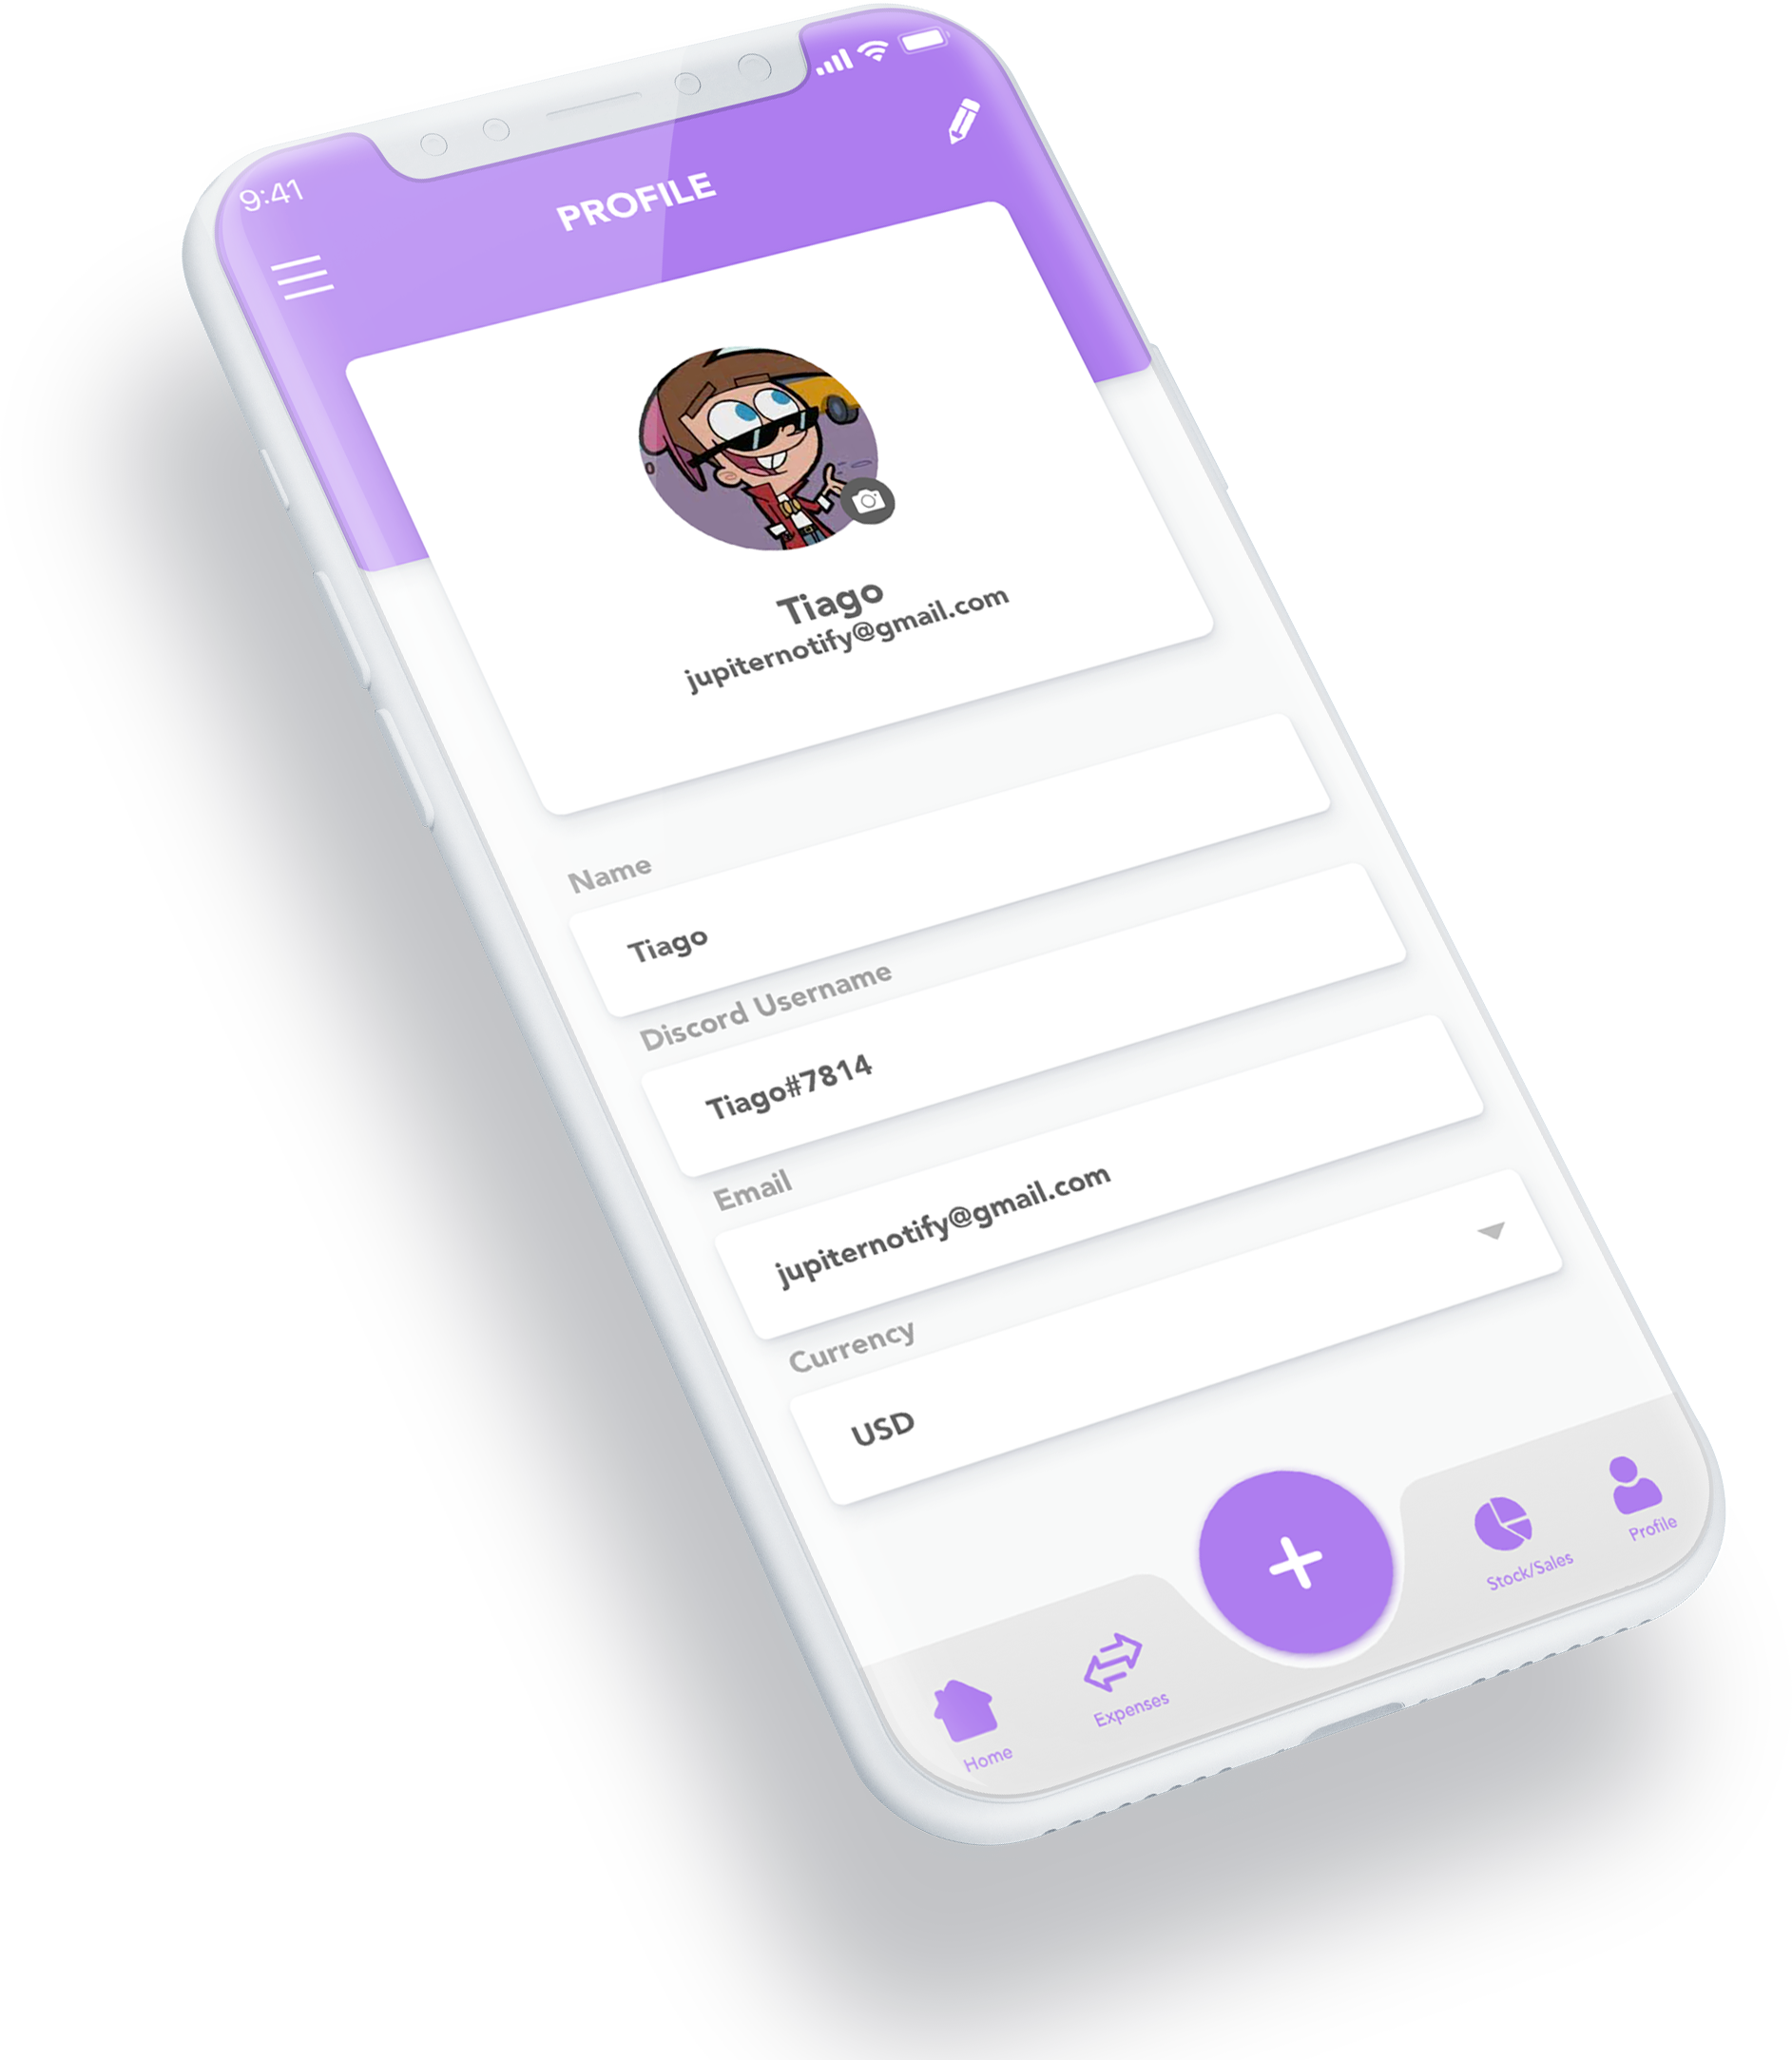 9:41
PROFILE
Tiago
jupiternotify@gmail.com
Name
Tiago
Discord Username
Tiago#7814
Email
jupiternotify@gmail.com
Currency
USD
Home
Expenses
Stock/Sales
Profile